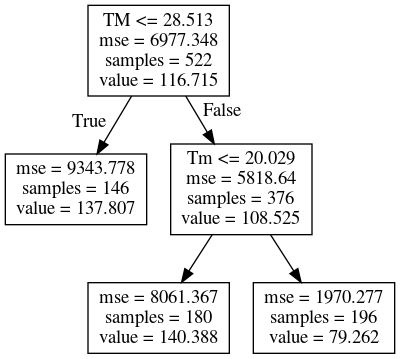 TM <= 28.513
mse = 6977.348
samples = 522
value = 116.715
True
False
mse = 9343.778
samples = 146
value = 137.807
Tm <= 20.029
mse = 5818.64
samples = 376
value = 108.525
mse = 8061.367
samples = 180
value = 140.388
mse = 1970.277
samples = 196
value = 79.262